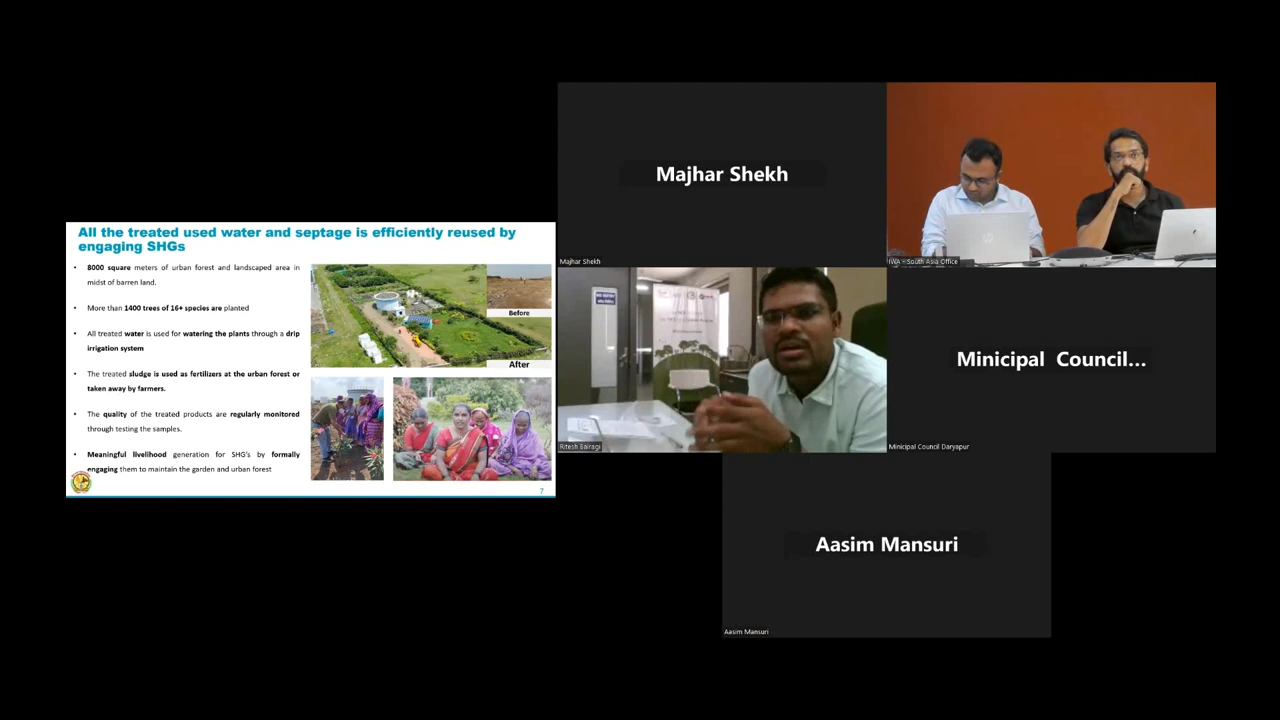 All the treated used water and septage is efficiently reused by
engaging SHGs
• 8000 square meters of urban forest and landscaped area in
midst of barren land.
• More than 1400 trees of 16+ species are planted
• All treated water is used for watering the plants through a drip
irrigation system
• The treated sludge is used as fertilizers at the urban forest or
taken away by farmers.
• The quality of the treated products are regularly monitored
through testing the samples.
• Meaningful livelihood generation for SHG's by formally
engaging them to maintain the garden and urban forest
Before
After
7
Majhar Shekh
Majhar Shekh
IWA - South Asia Office
Ritesh Bairagi
Minicipal Council...
Minicipal Council Daryapur
Aasim Mansuri
Aasim Mansuri